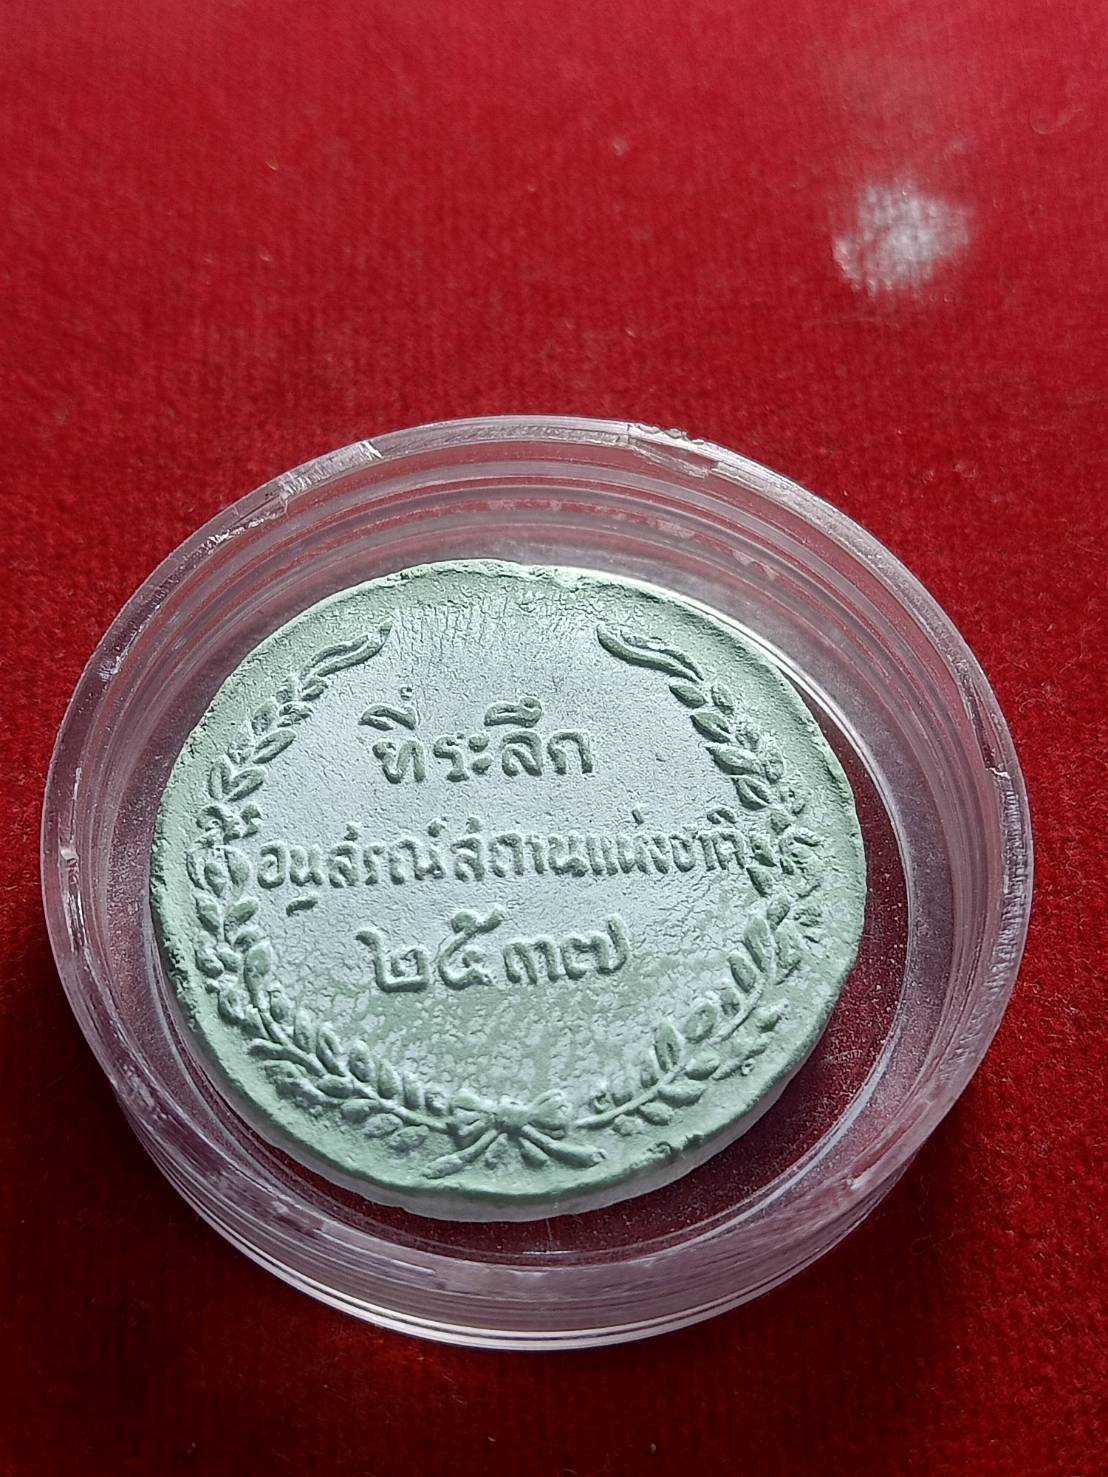 ที่ระลึก
อนุสรณ์สถานแห่งชาติ
๒๕๓๗